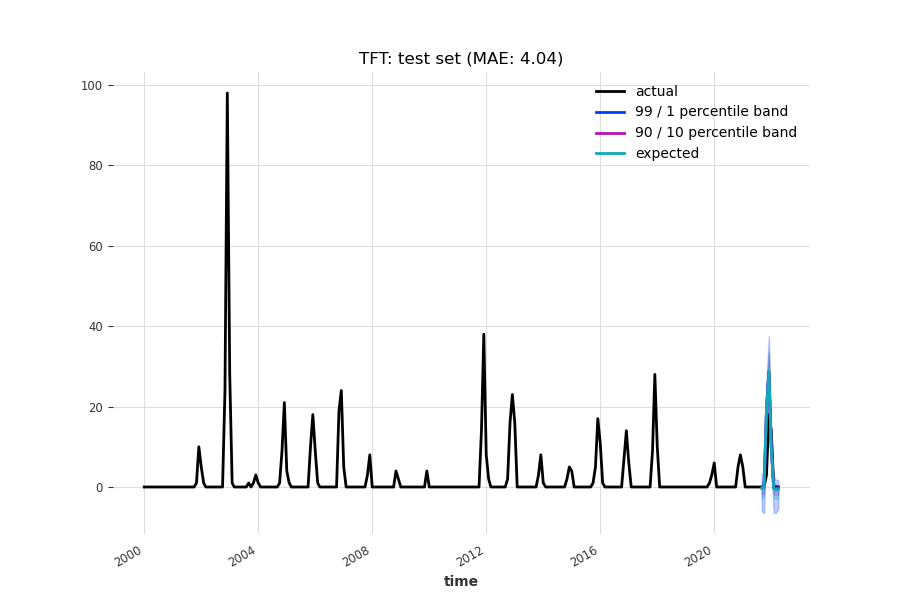 TFT: test set (MAE: 4.04)
actual
99 / 1 percentile band
90 / 10 percentile band
expected
100
80
60
40
20
0
2000
2004
2008
2012
2016
2020
time